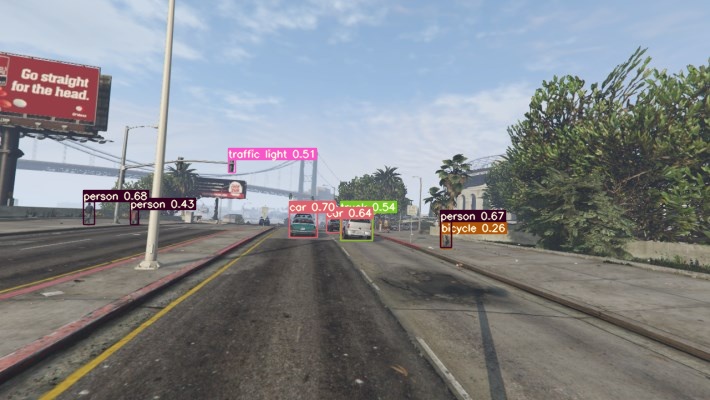 Go straight
for the head.
traffic light 0.51
person 0.68
person 0.43
car 0.70
truck 0.54
car 0.64
person 0.67
bicycle 0.26